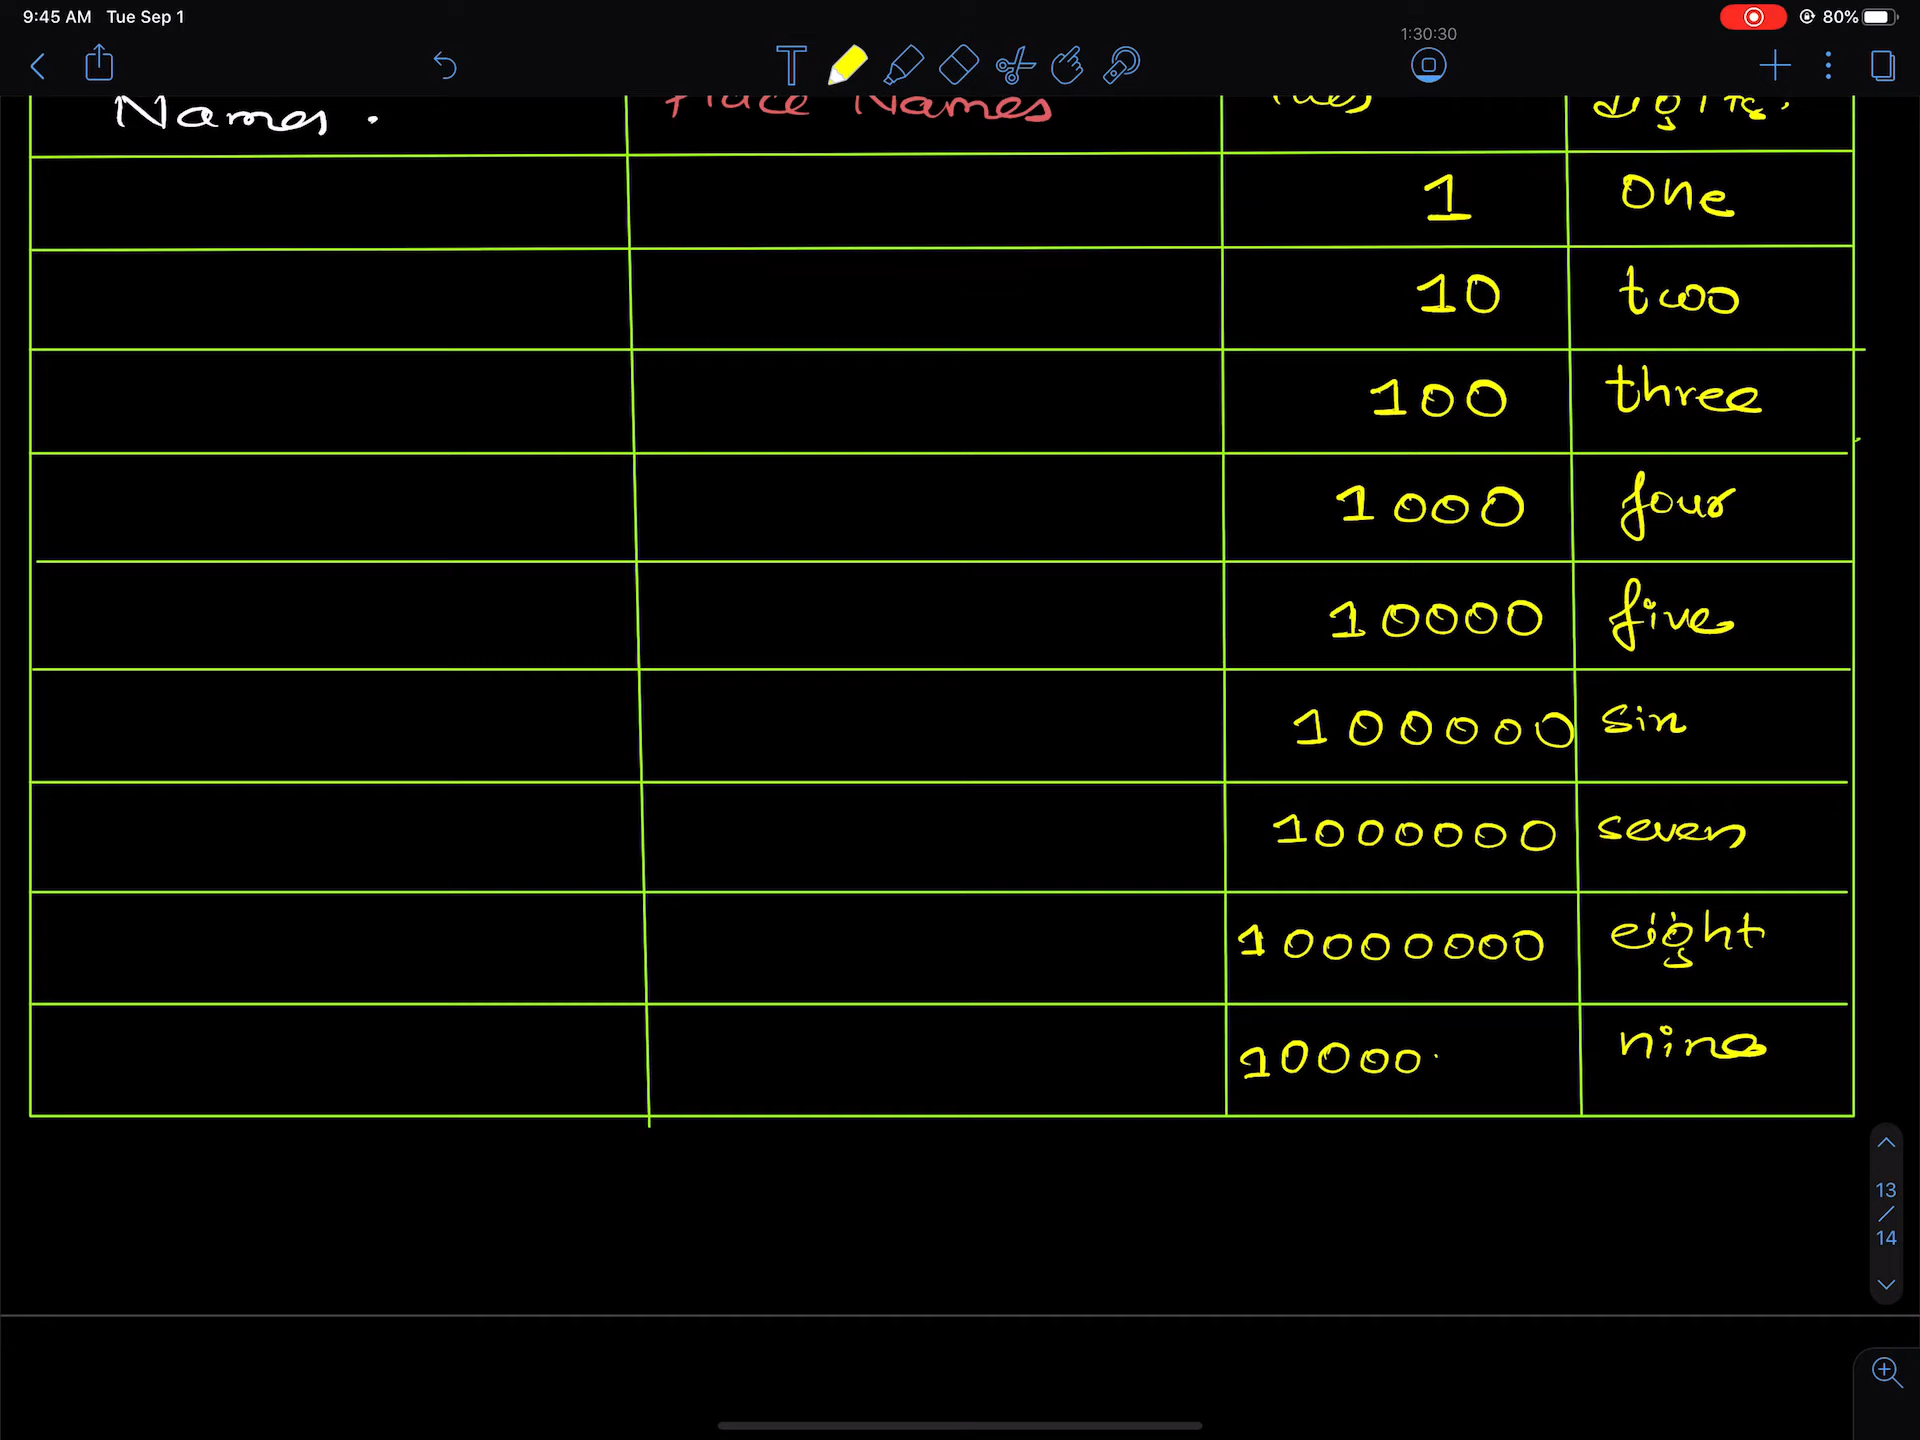 9:45 AM Tue Sep 1
80%
1:30:30
Names .
Place Names
digits.
1 one
10 two
100 three
1000 four
10000 five
100000 six
1000000 seven
10000000 eight
10000 nine
13
/
14